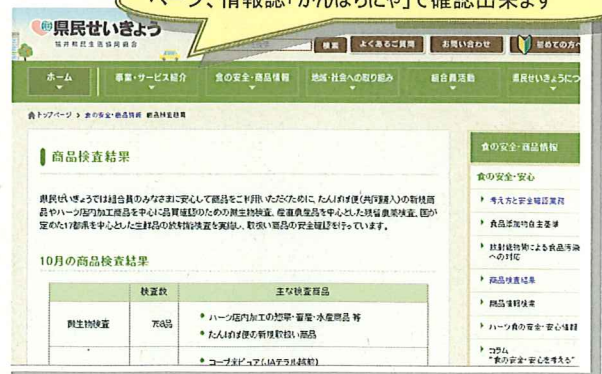 ページ、情報誌「がんばらにゃ」で確認出来ます
県民せいきょう
福井県民生活協同組合
検索
よくあるご質問
お問い合わせ
初めての方へ
ホーム
事業・サービス紹介
食の安全・商品情報
地域・社会への取り組み
組合員活動
県民せいきょうにつ
トップページ > 食の安全・商品情報 商品検査結果
商品検査結果
県民せいきょうでは組合員のみなさまに安心して商品をご利用いただくために、たんぽぽ便(共同購入)の新規商
品やハーツ店内加工商品を中心に品質確認のための微生物検査、産直農産品を中心とした残留農薬検査、国が
定めた17都県を中心とした生鮮品の放射能検査を実施し、取扱い商品の安全確認を行っています。
10月の商品検査結果
検査数
主な検査商品
微生物検査
758品
ハーツ店内加工の惣菜・畜産・水産商品 等
たんぽぽ便の新規取扱い商品
コープ米ピュア(JAテラル越前)
食の安全・商品情報
食の安全・安心
考え方と安全確認業務
食品添加物自主基準
放射能物質による食品汚染
への対応
商品検査結果
商品情報検索
ハーツ食の安全・安心情報
コラム
"食の安全・安心を考える"